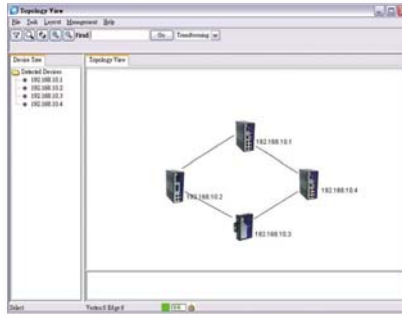 Topology View
File Task Layout Management Help
Find Go Transforming
Device Tree
Topology View
Detected Devices
192.168.10.1
192.168.10.2
192.168.10.3
192.168.10.4
192.168.10.1
192.168.10.2
192.168.10.4
192.168.10.3
Select